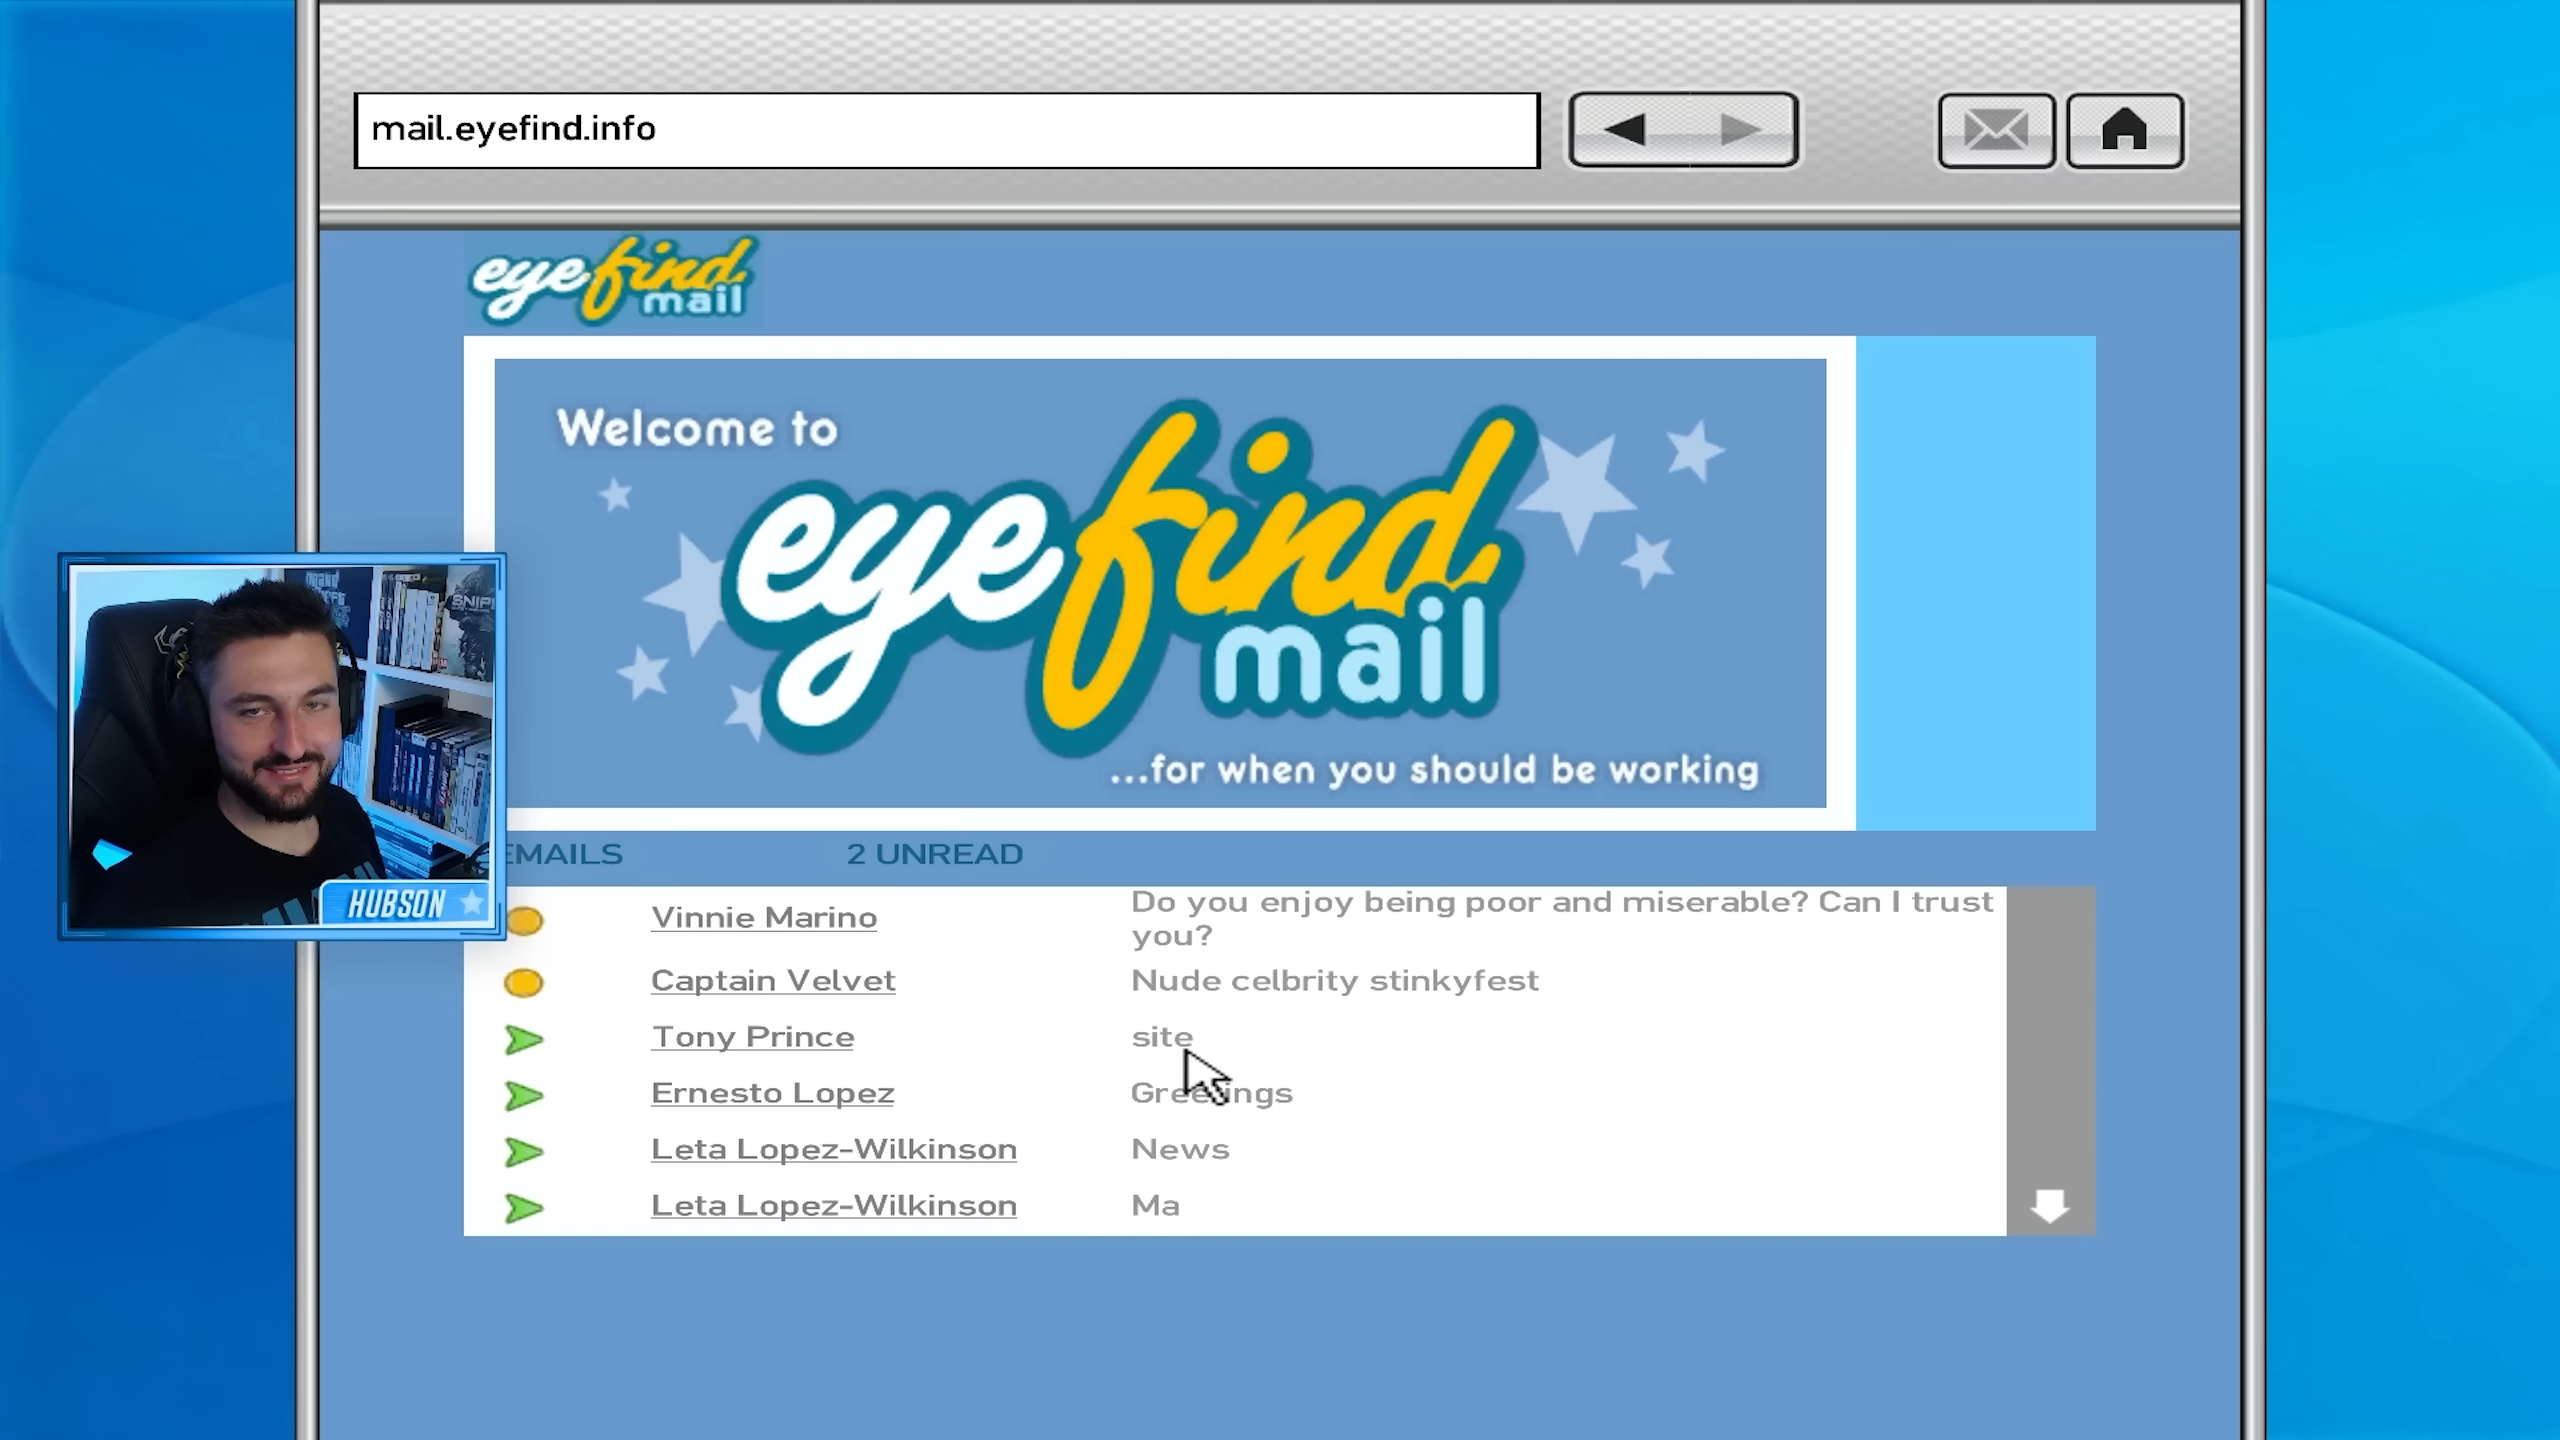 mail.eyefind.info
eyefind
mail
Welcome to
eyefind
mail
...for when you should be working
SNIP
HUBSON
EMAILS 2 UNREAD
Vinnie Marino Do you enjoy being poor and miserable? Can I trust
you?
Captain Velvet Nude celbrity stinkyfest
Tony Prince site
Ernesto Lopez Greetings
Leta Lopez-Wilkinson News
Leta Lopez-Wilkinson Ma